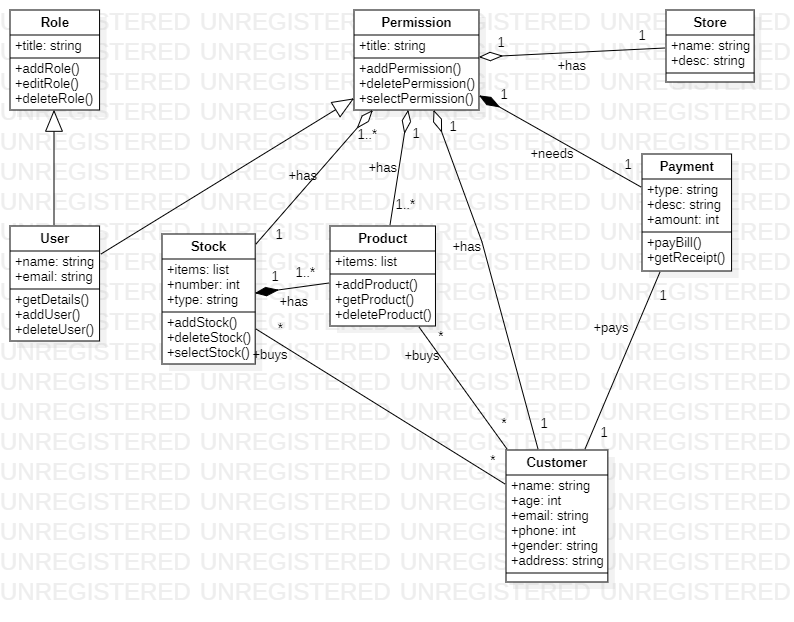 Role
+title: string
+addRole()
+editRole()
+deleteRole()
Permission
+title: string
+addPermission()
+deletePermission()
+selectPermission()
Store
+name: string
+desc: string
1
1
+has
1
+needs
1
1..*
1
1
+has
+has
1..*
1
+has
Payment
+type: string
+desc: string
+amount: int
+payBill()
+getReceipt()
User
+name: string
+email: string
+getDetails()
+addUser()
+deleteUser()
Stock
+items: list
+number: int
+type: string
+addStock()
+deleteStock()
+selectStock()
1
1..*
+has
Product
+items: list
+addProduct()
+getProduct()
+deleteProduct()
*
+buys
*
*
+buys
*
1
1
+pays
1
Customer
+name: string
+age: int
+email: string
+phone: int
+gender: string
+address: string
UNREGISTERED UNREGISTERED UNREGISTERED UNREGISTERED